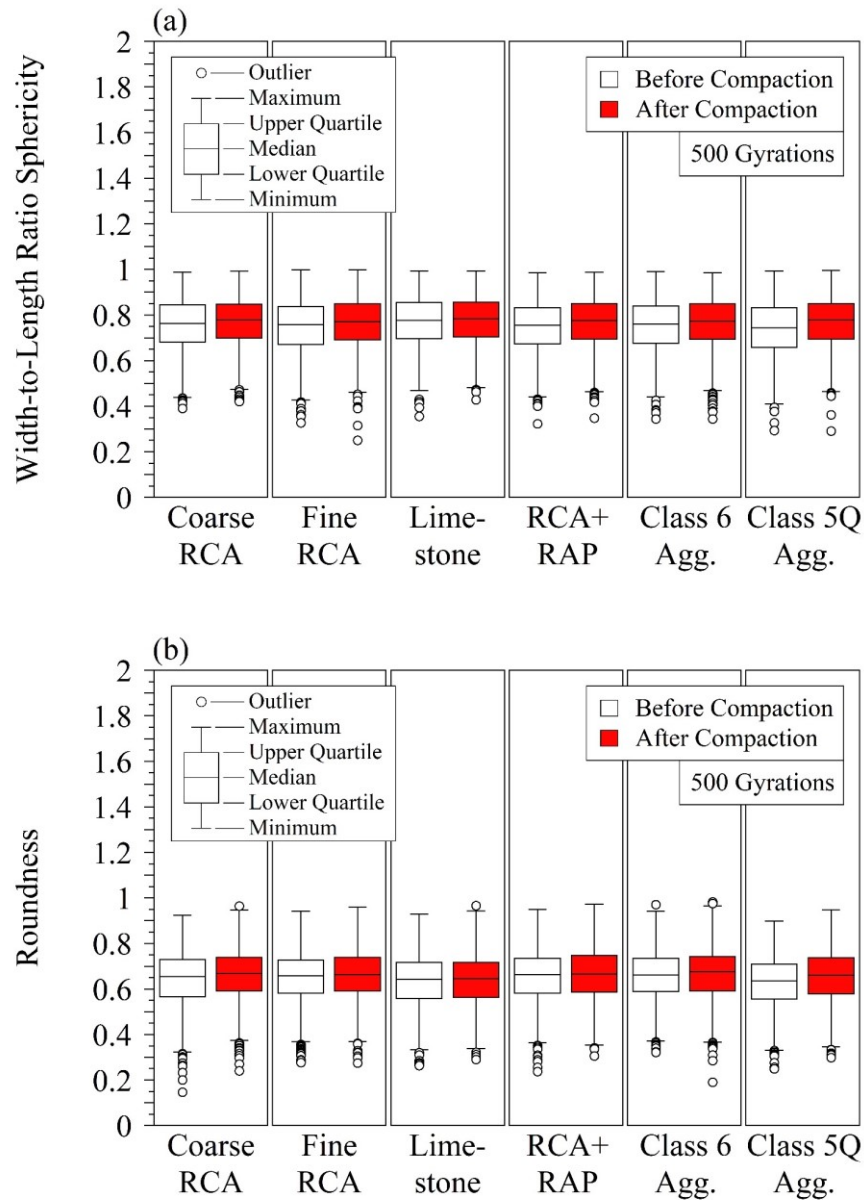 (a)
Width-to-Length Ratio Sphericity
2
1.8
1.6
1.4
1.2
1
0.8
0.6
0.4
0.2
0
Outlier
Maximum
Upper Quartile
Median
Lower Quartile
Minimum
Before Compaction
After Compaction
500 Gyrations
Coarse
RCA
Fine
RCA
Lime-
stone
RCA+
RAP
Class 6
Agg.
Class 5Q
Agg.
(b)
Roundness
2
1.8
1.6
1.4
1.2
1
0.8
0.6
0.4
0.2
0
Outlier
Maximum
Upper Quartile
Median
Lower Quartile
Minimum
Before Compaction
After Compaction
500 Gyrations
Coarse
RCA
Fine
RCA
Lime-
stone
RCA+
RAP
Class 6
Agg.
Class 5Q
Agg.